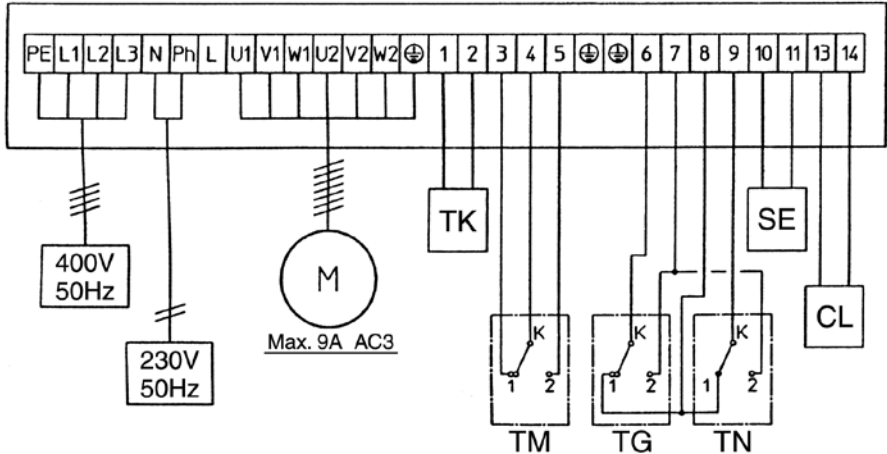 PE L1 L2 L3 N Ph L U1 V1 W1 U2 V2 W2 1 2 3 4 5 6 7 8 9 10 11 13 14
TK
SE
400V
50Hz
M
CL
Max. 9A AC3
230V
50Hz
K
K
K
1 2
1 2
1 2
TM
TG
TN